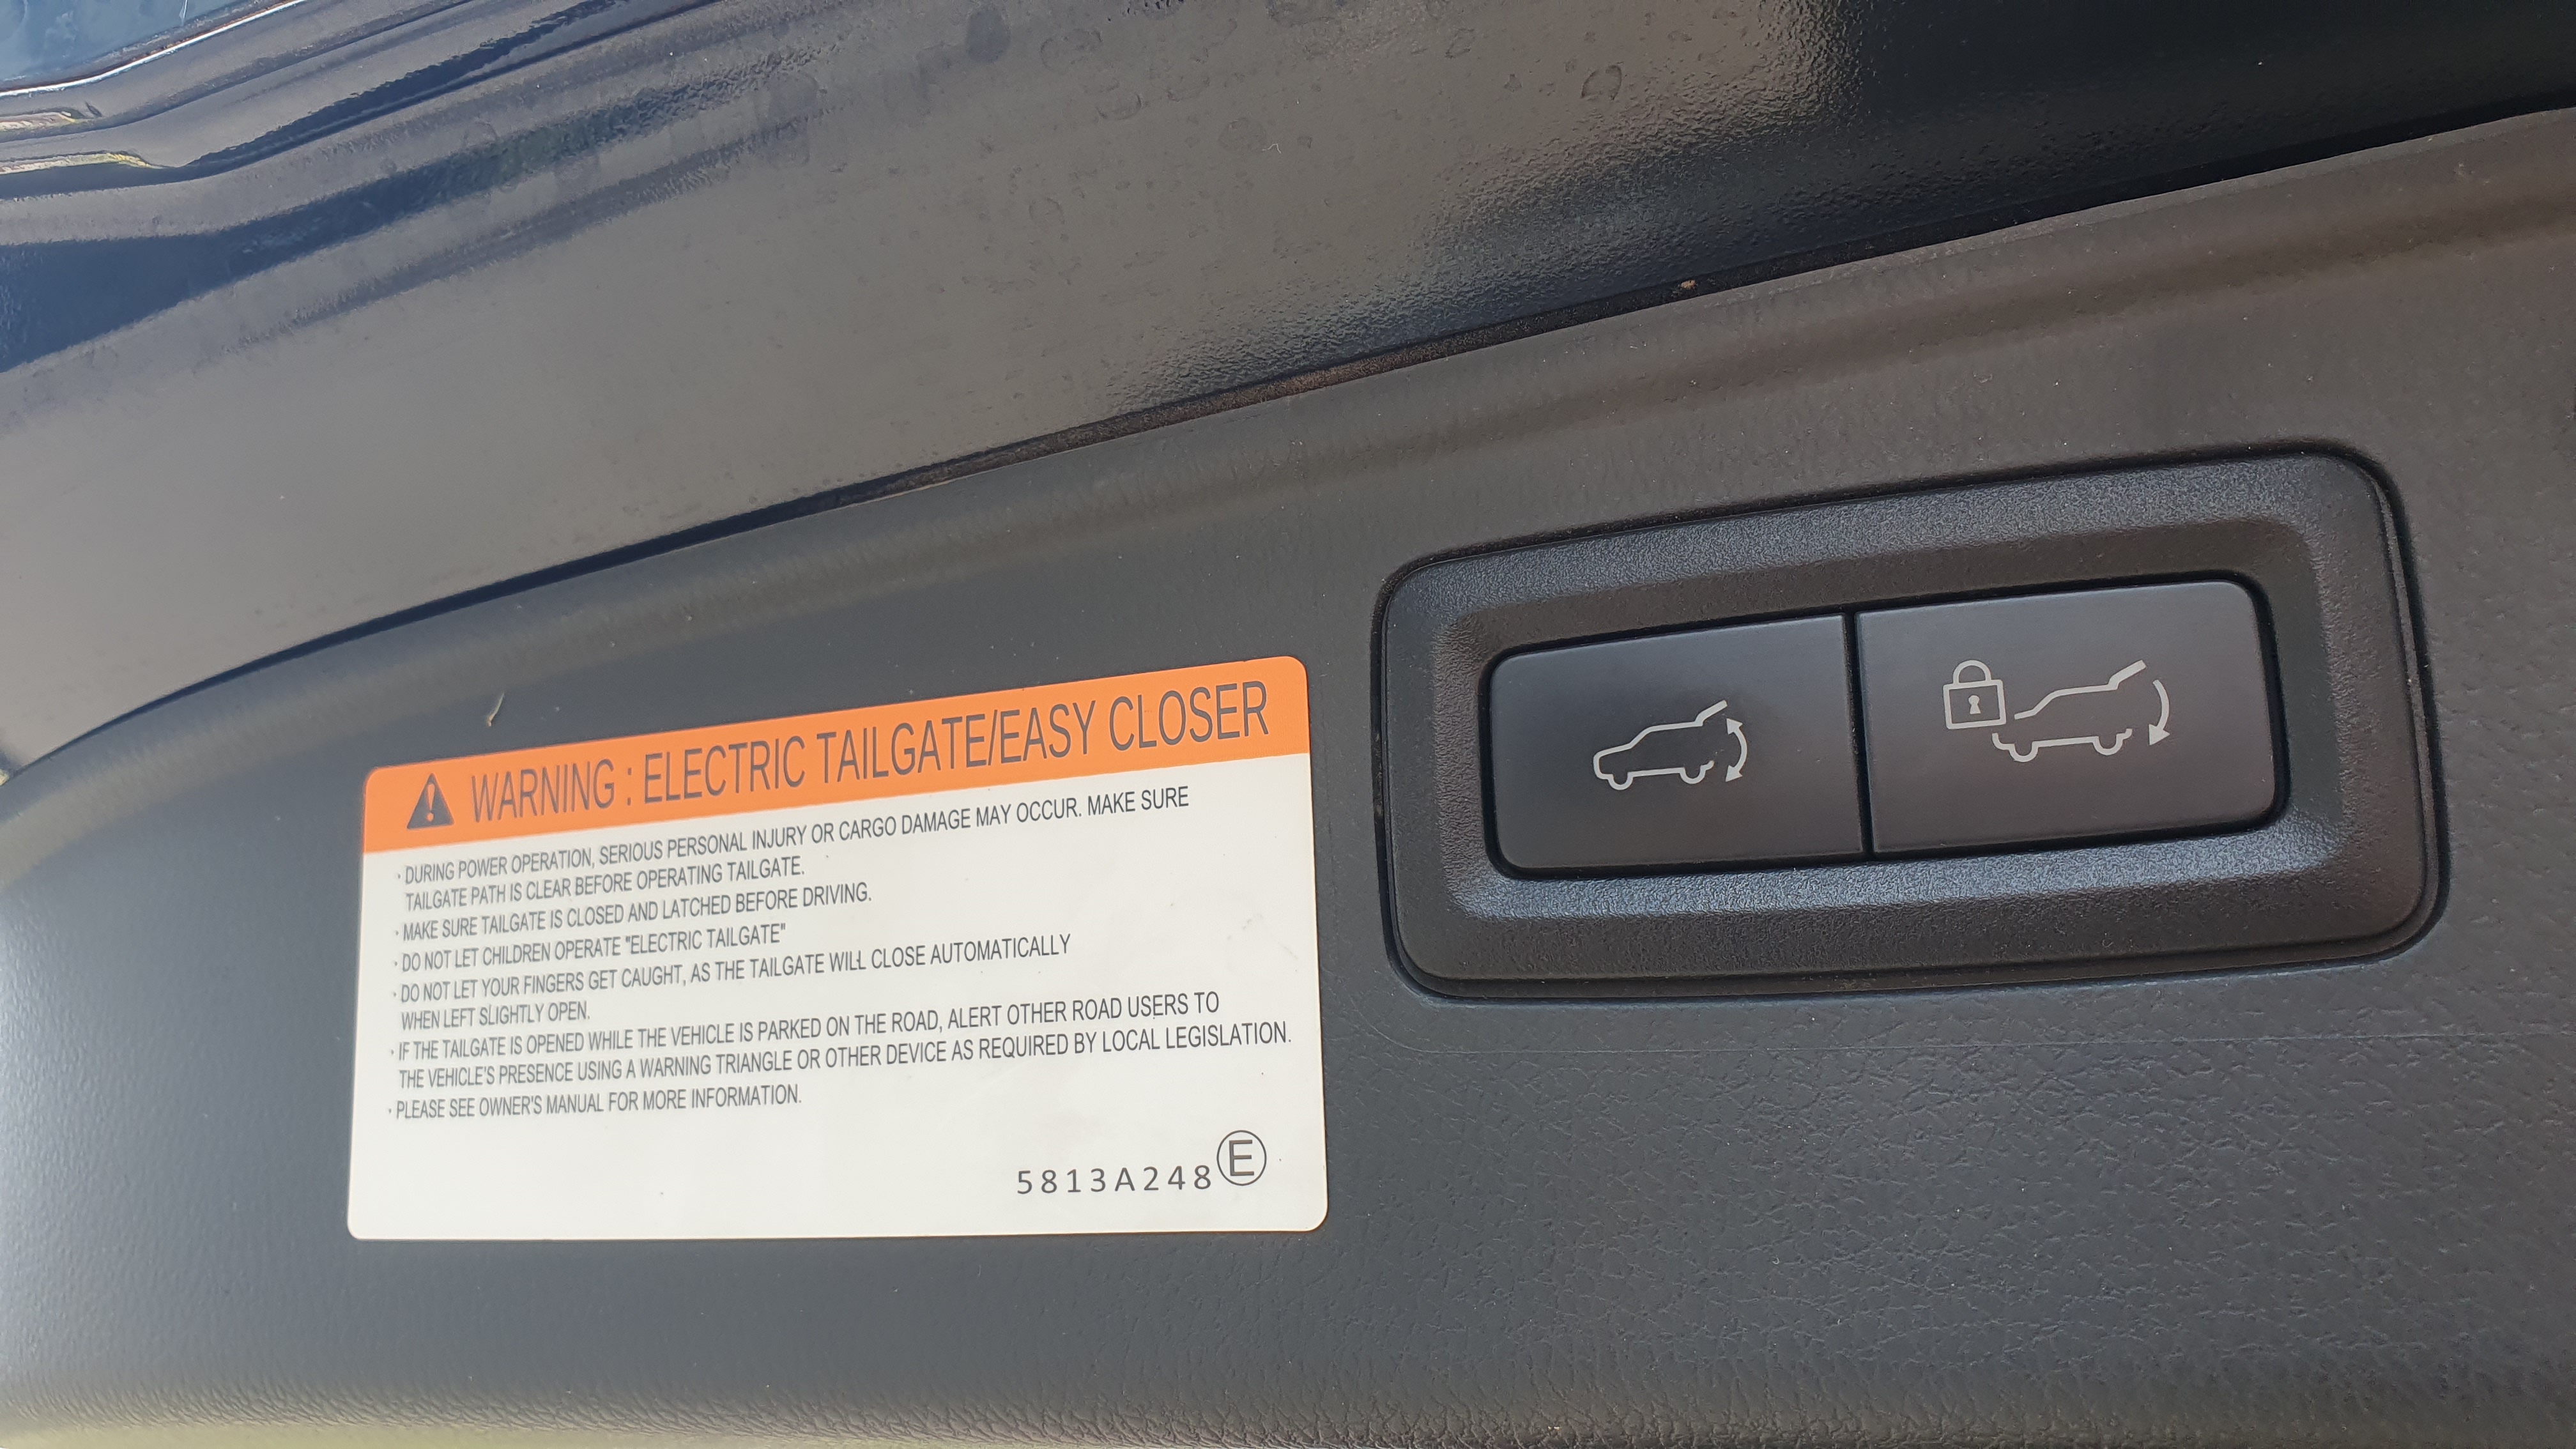 WARNING : ELECTRIC TAILGATE/EASY CLOSER
· DURING POWER OPERATION, SERIOUS PERSONAL INJURY OR CARGO DAMAGE MAY OCCUR. MAKE SURE
TAILGATE PATH IS CLEAR BEFORE OPERATING TAILGATE.
· MAKE SURE TAILGATE IS CLOSED AND LATCHED BEFORE DRIVING.
· DO NOT LET CHILDREN OPERATE "ELECTRIC TAILGATE"
· DO NOT LET YOUR FINGERS GET CAUGHT, AS THE TAILGATE WILL CLOSE AUTOMATICALLY
WHEN LEFT SLIGHTLY OPEN.
· IF THE TAILGATE IS OPENED WHILE THE VEHICLE IS PARKED ON THE ROAD, ALERT OTHER ROAD USERS TO
THE VEHICLE'S PRESENCE USING A WARNING TRIANGLE OR OTHER DEVICE AS REQUIRED BY LOCAL LEGISLATION.
· PLEASE SEE OWNER'S MANUAL FOR MORE INFORMATION.
5813A248 Ⓔ